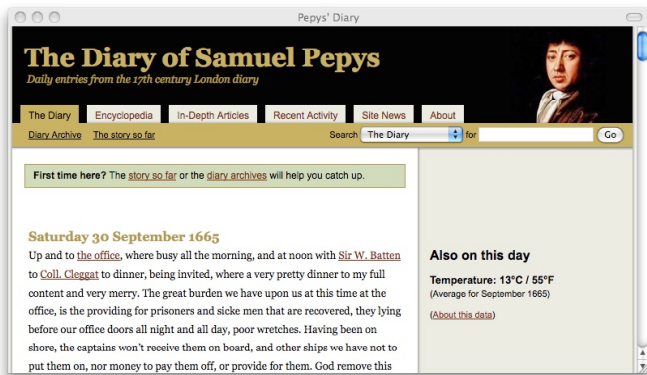 Pepys' Diary
The Diary of Samuel Pepys
Daily entries from the 17th century London diary
The Diary
Encyclopedia
In-Depth Articles
Recent Activity
Site News
About
Diary Archive
The story so far
Search
The Diary
for
Go
First time here? The story so far or the diary archives will help you catch up.
Saturday 30 September 1665
Up and to the office, where busy all the morning, and at noon with Sir W. Batten
to Coll. Cleggat to dinner, being invited, where a very pretty dinner to my full
content and very merry. The great burden we have upon us at this time at the
office, is the providing for prisoners and sicke men that are recovered, they lying
before our office doors all night and all day, poor wretches. Having been on
shore, the captains won't receive them on board, and other ships we have not to
put them on, nor money to pay them off, or provide for them. God remove this
Also on this day
Temperature: 13°C / 55°F
(Average for September 1665)
(About this data)